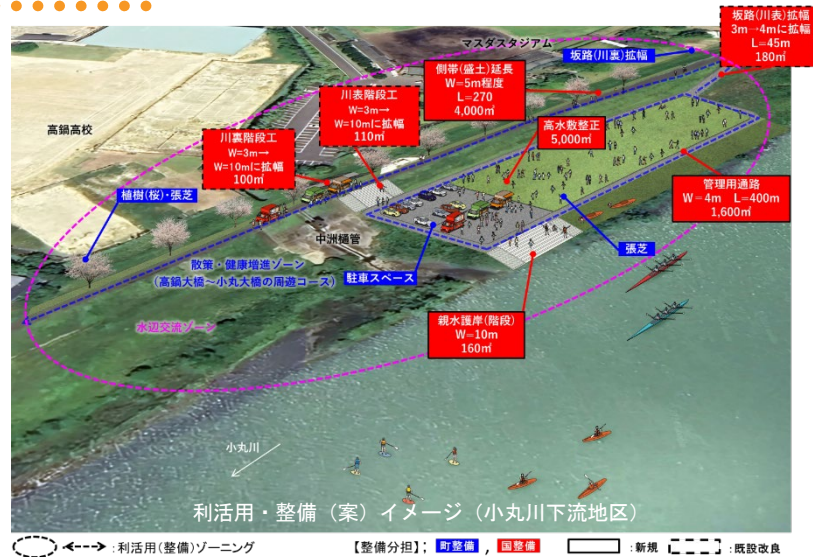 坂路(川表)拡幅
3m→4mに拡幅
L=45m
180㎡
マスダスタジアム
坂路(川裏)拡幅
側帯(盛土)延長
W=5m程度
L=270
4,000㎡
川表階段工
W=3m→
W=10mに拡幅
110㎡
高鍋高校
高水敷整正
5,000㎡
川裏階段工
W=3m→
W=10mに拡幅
100㎡
管理用通路
W=4m L=400m
1,600㎡
植樹(桜)・張芝
中洲樋管
張芝
散策・健康増進ゾーン
(高鍋大橋～小丸大橋の周遊コース)
駐車スペース
水辺交流ゾーン
親水護岸(階段)
W=10m
160㎡
小丸川
利活用・整備（案）イメージ（小丸川下流地区）
:利活用(整備)ゾーニング 【整備分担】; 町整備 , 国整備 :新規 :既設改良